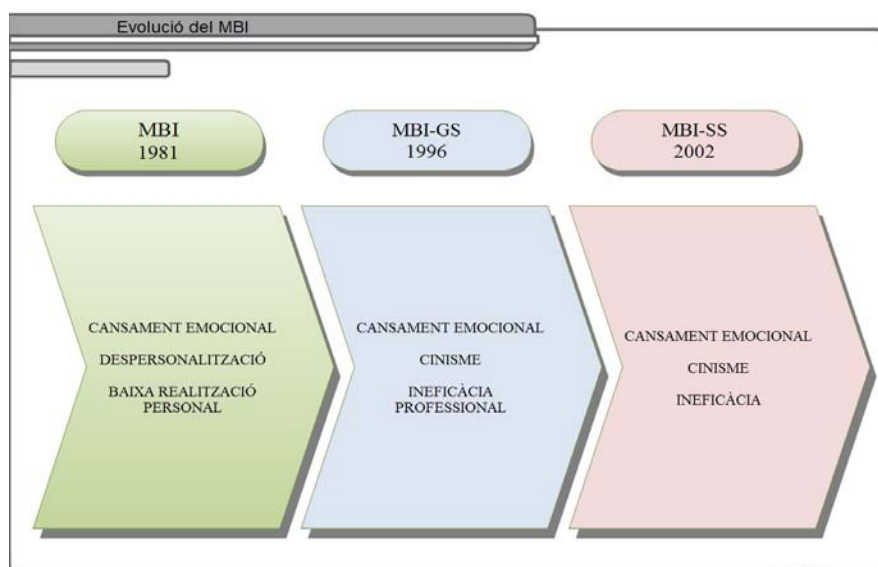 Evolució del MBI
MBI
1981
MBI-GS
1996
MBI-SS
2002
CANSAMENT EMOCIONAL
DESPERSONALITZACIÓ
BAIXA REALITZACIÓ
PERSONAL
CANSAMENT EMOCIONAL
CINISME
INEFICÀCIA
PROFESSIONAL
CANSAMENT EMOCIONAL
CINISME
INEFICÀCIA